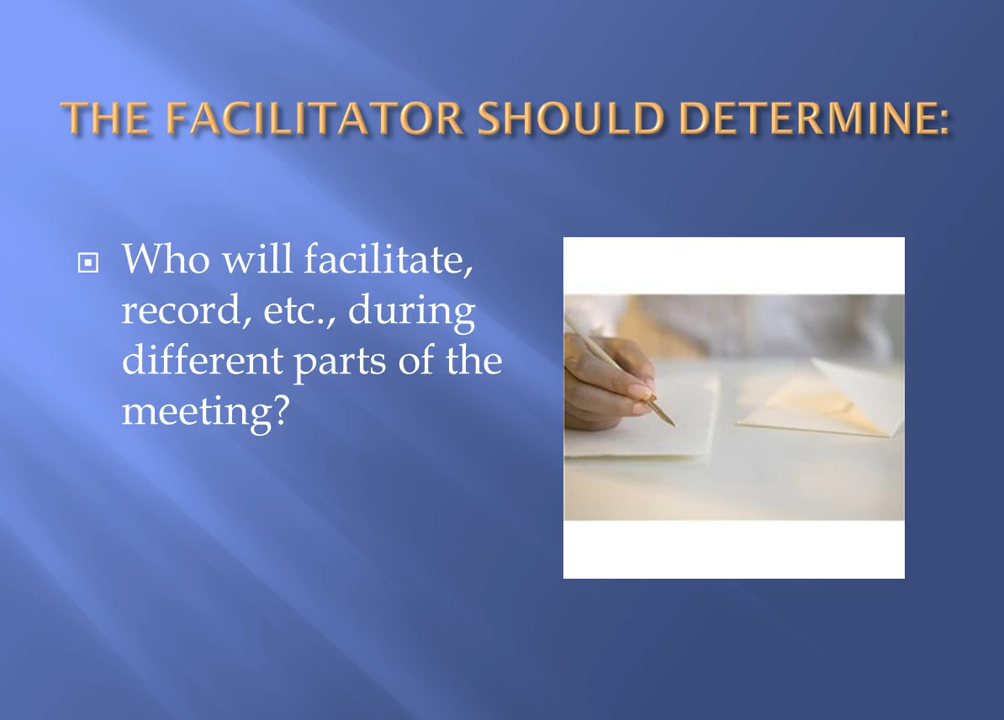 THE FACILITATOR SHOULD DETERMINE:
Who will facilitate,
record, etc., during
different parts of the
meeting?